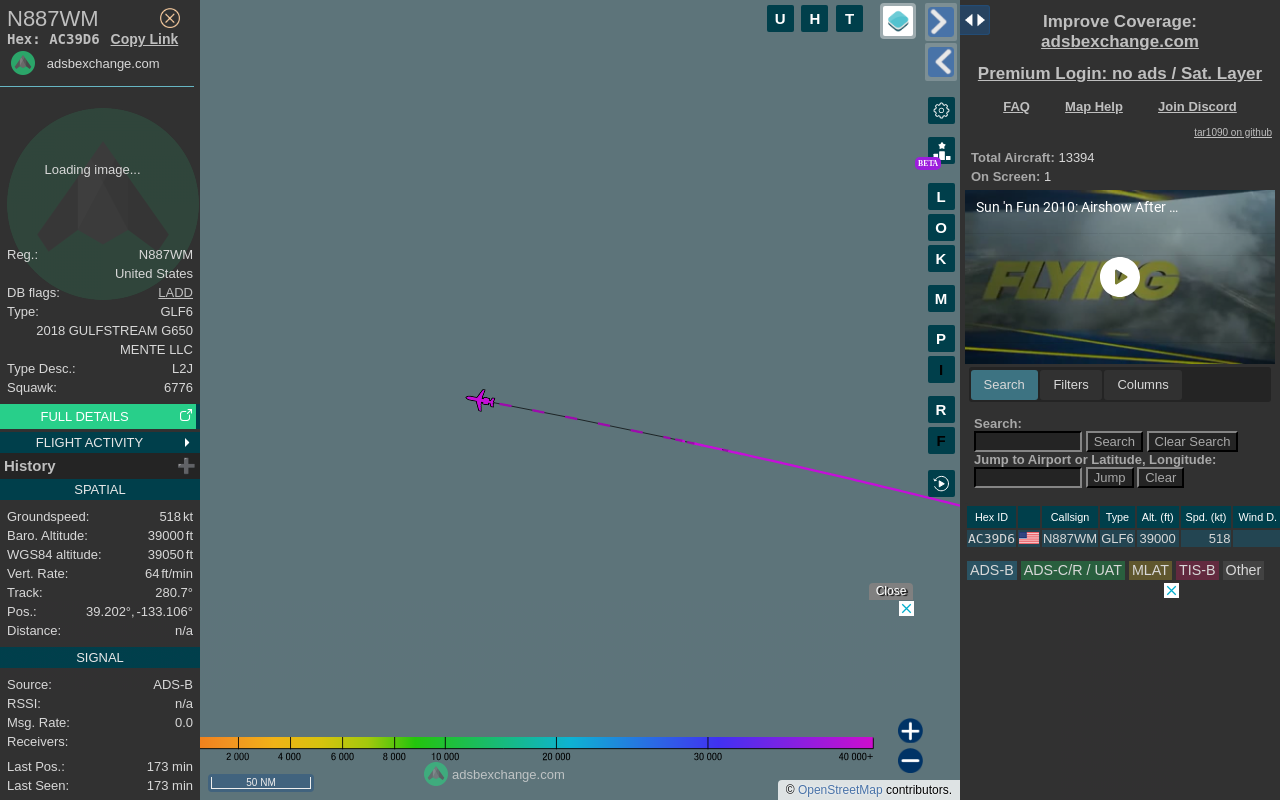 N887WM
Hex: AC39D6 Copy Link
adsbexchange.com
Loading image...
Reg.: N887WM
United States
DB flags: LADD
Type: GLF6
2018 GULFSTREAM G650
MENTE LLC
Type Desc.: L2J
Squawk: 6776
FULL DETAILS
FLIGHT ACTIVITY
History
SPATIAL
Groundspeed: 518 kt
Baro. Altitude: 39000 ft
WGS84 altitude: 39050 ft
Vert. Rate: 64 ft/min
Track: 280.7°
Pos.: 39.202°, -133.106°
Distance: n/a
SIGNAL
Source: ADS-B
RSSI: n/a
Msg. Rate: 0.0
Receivers:
Last Pos.: 173 min
Last Seen: 173 min
U H T
BETA
L
O
K
M
P
I
R
F
Close
2 000 4 000 6 000 8 000 10 000 20 000 30 000 40 000+
50 NM
adsbexchange.com
© OpenStreetMap contributors.
Improve Coverage:
adsbexchange.com
Premium Login: no ads / Sat. Layer
FAQ Map Help Join Discord
tar1090 on github
Total Aircraft: 13394
On Screen: 1
Sun 'n Fun 2010: Airshow After ...
FLYING
Search Filters Columns
Search:
Search Clear Search
Jump to Airport or Latitude, Longitude:
Jump Clear
Hex ID Callsign Type Alt. (ft) Spd. (kt) Wind D.
AC39D6 N887WM GLF6 39000 518
ADS-B ADS-C/R / UAT MLAT TIS-B Other